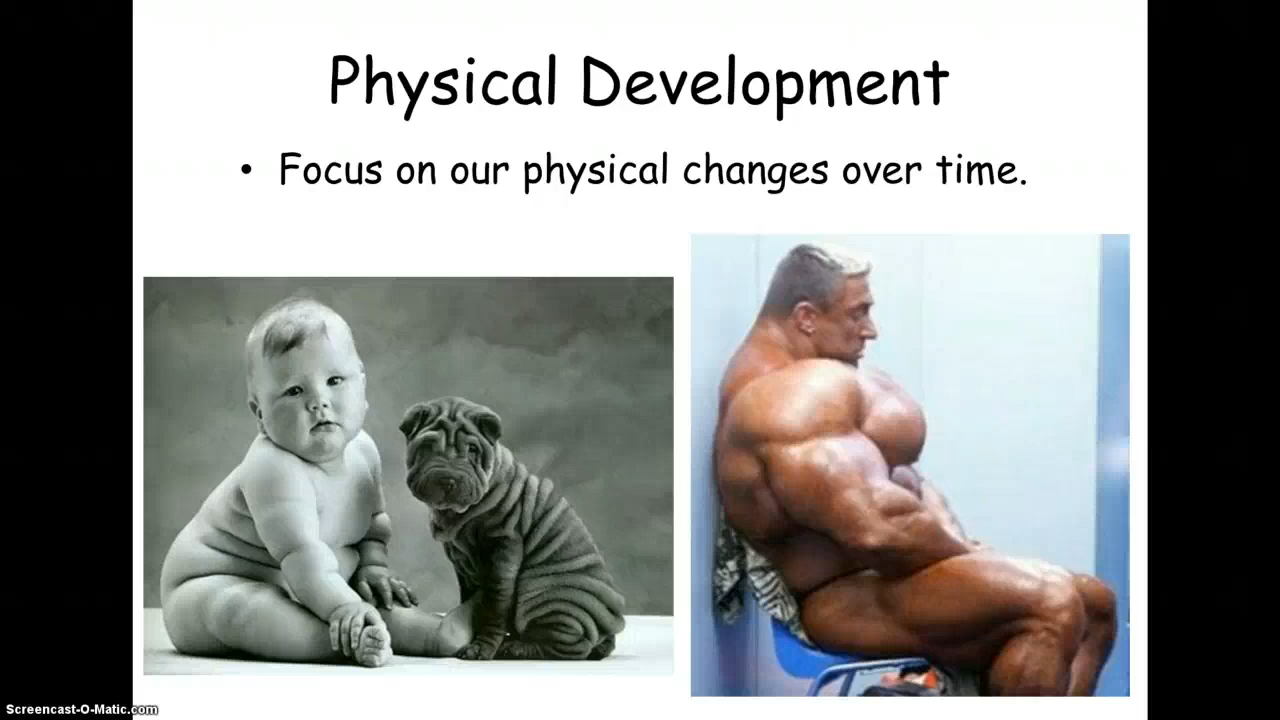 Physical Development
• Focus on our physical changes over time.
Screencast-O-Matic.com